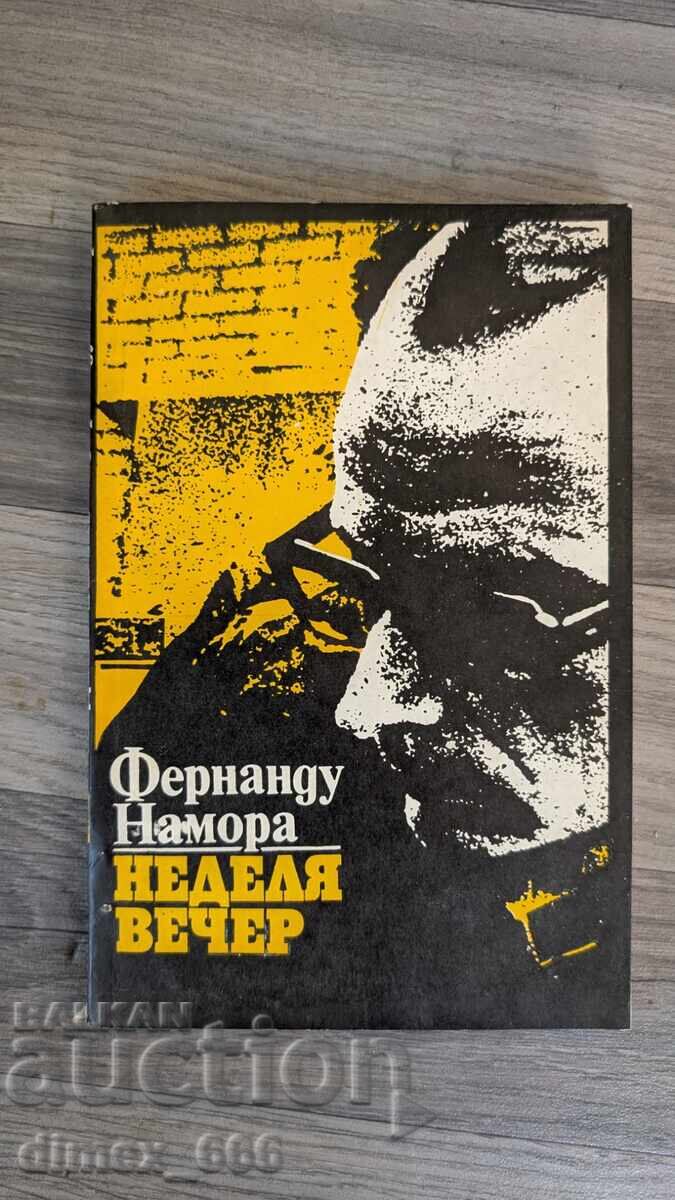 Фернанду
Намора
НЕДЕЛЯ
ВЕЧЕР
BALKAN
auction
dimex_666